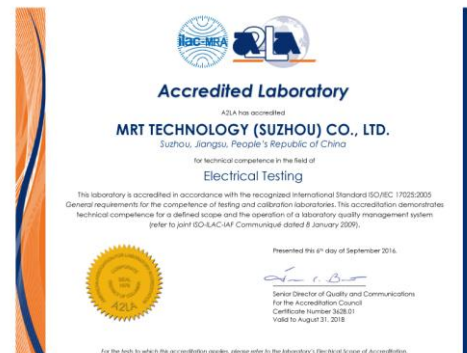 ilac-MRA
A2LA
Accredited Laboratory
A2LA has accredited
MRT TECHNOLOGY (SUZHOU) CO., LTD.
Suzhou, Jiangsu, People's Republic of China
for technical competence in the field of
Electrical Testing
This laboratory is accredited in accordance with the recognized International Standard ISO/IEC 17025:2005
General requirements for the competence of testing and calibration laboratories. This accreditation demonstrates
technical competence for a defined scope and the operation of a laboratory quality management system
(refer to joint ISO-ILAC-IAF Communiqué dated 8 January 2009).
Presented this 6th day of September 2016.
Senior Director of Quality and Communications
For the Accreditation Council
Certificate Number 3628.01
Valid to August 31, 2018
CORPORATE
SEAL
1978
A2LA
For the tests to which this accreditation applies, please refer to the laboratory's Electrical Scope of Accreditation.